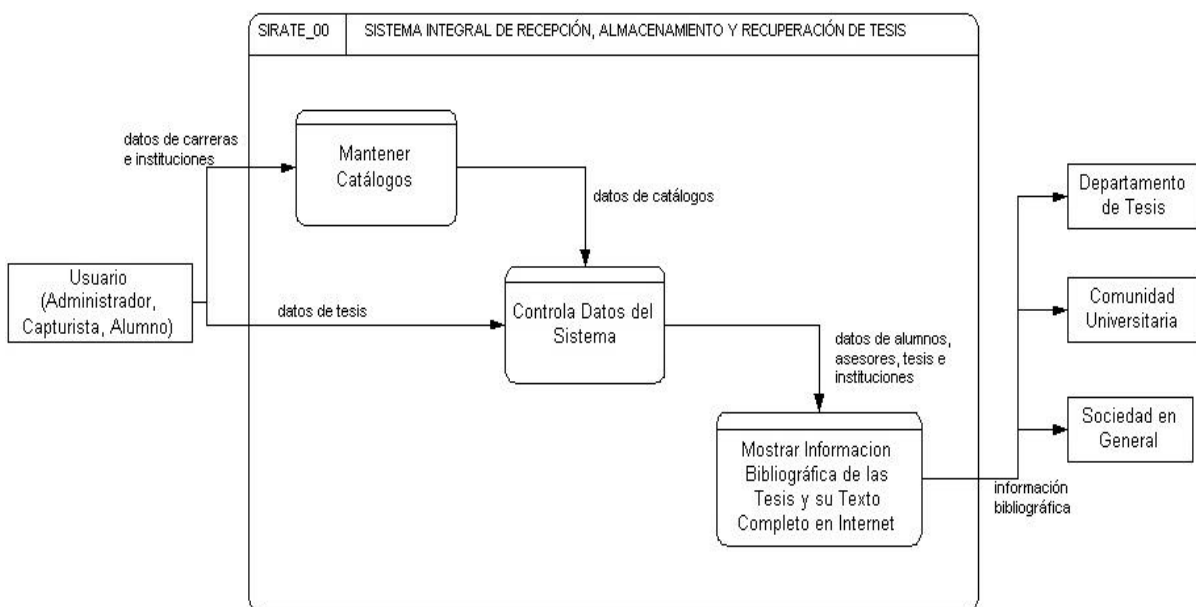 SIRATE_00
SISTEMA INTEGRAL DE RECEPCIÓN, ALMACENAMIENTO Y RECUPERACIÓN DE TESIS
datos de carreras
e instituciones
Mantener
Catálogos
datos de catálogos
Usuario
(Administrador,
Capturista, Alumno)
datos de tesis
Controla Datos del
Sistema
datos de alumnos,
asesores, tesis e
instituciones
Mostrar Informacion
Bibliográfica de las
Tesis y su Texto
Completo en Internet
información
bibliográfica
Departamento
de Tesis
Comunidad
Universitaria
Sociedad en
General